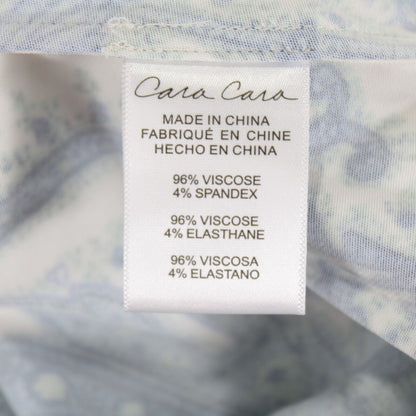 Cara Cara
MADE IN CHINA
FABRIQUÉ EN CHINE
HECHO EN CHINA
96% VISCOSE
4% SPANDEX
96% VISCOSE
4% ELASTHANE
96% VISCOSA
4% ELASTANO